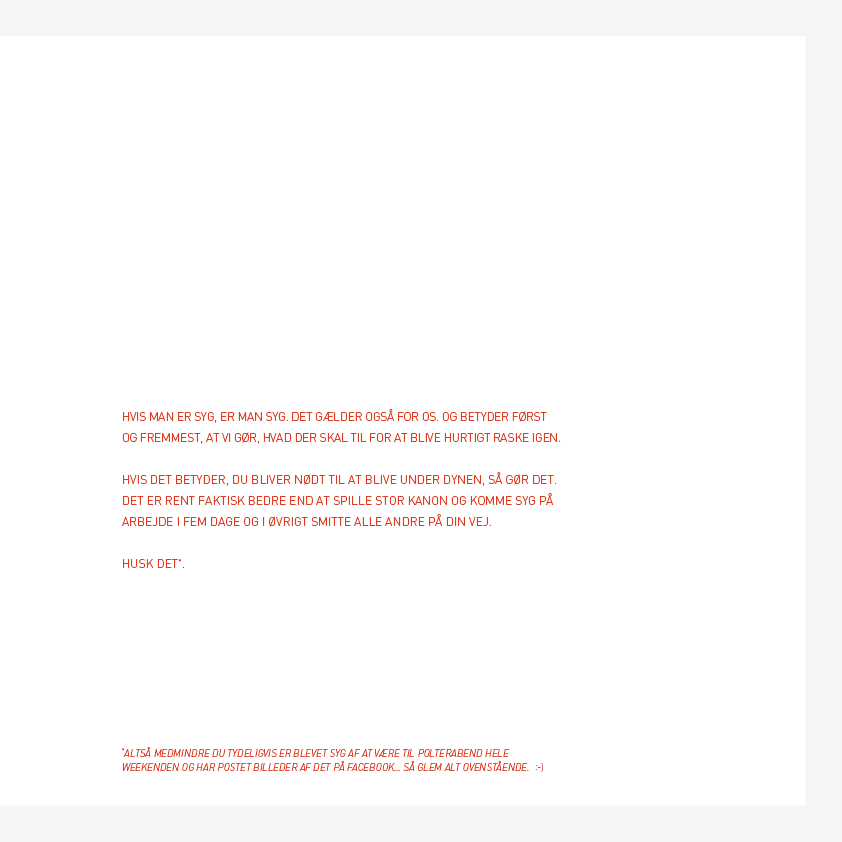 HVIS MAN ER SYG, ER MAN SYG. DET GÆLDER OGSÅ FOR OS. OG BETYDER FØRST
OG FREMMEST, AT VI GØR, HVAD DER SKAL TIL FOR AT BLIVE HURTIGT RASKE IGEN.
HVIS DET BETYDER, DU BLIVER NØDT TIL AT BLIVE UNDER DYNEN, SÅ GØR DET.
DET ER RENT FAKTISK BEDRE END AT SPILLE STOR KANON OG KOMME SYG PÅ
ARBEJDE I FEM DAGE OG I ØVRIGT SMITTE ALLE ANDRE PÅ DIN VEJ.
HUSK DET*.
*ALTSÅ MEDMINDRE DU TYDELIGVIS ER BLEVET SYG AF AT VÆRE TIL POLTERABEND HELE
WEEKENDEN OG HAR POSTET BILLEDER AF DET PÅ FACEBOOK... SÅ GLEM ALT OVENSTÅENDE. :-)